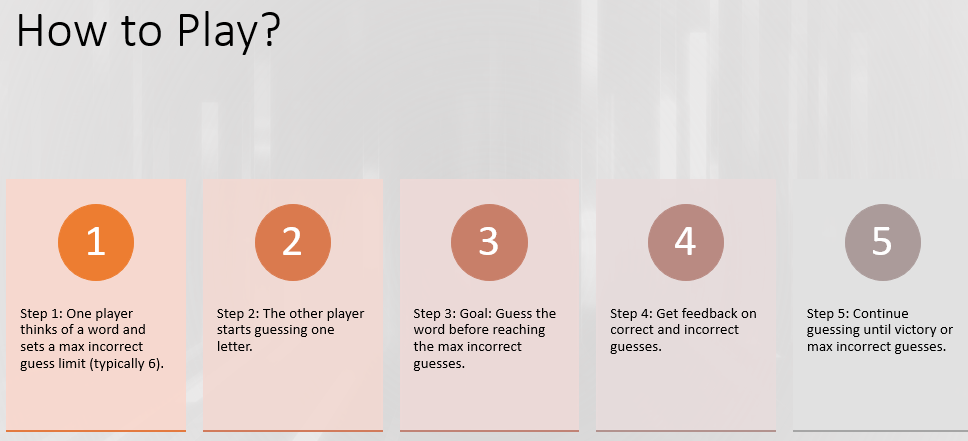 How to Play?
1
Step 1: One player
thinks of a word and
sets a max incorrect
guess limit (typically 6).
2
Step 2: The other player
starts guessing one
letter.
3
Step 3: Goal: Guess the
word before reaching
the max incorrect
guesses.
4
Step 4: Get feedback on
correct and incorrect
guesses.
5
Step 5: Continue
guessing until victory or
max incorrect guesses.